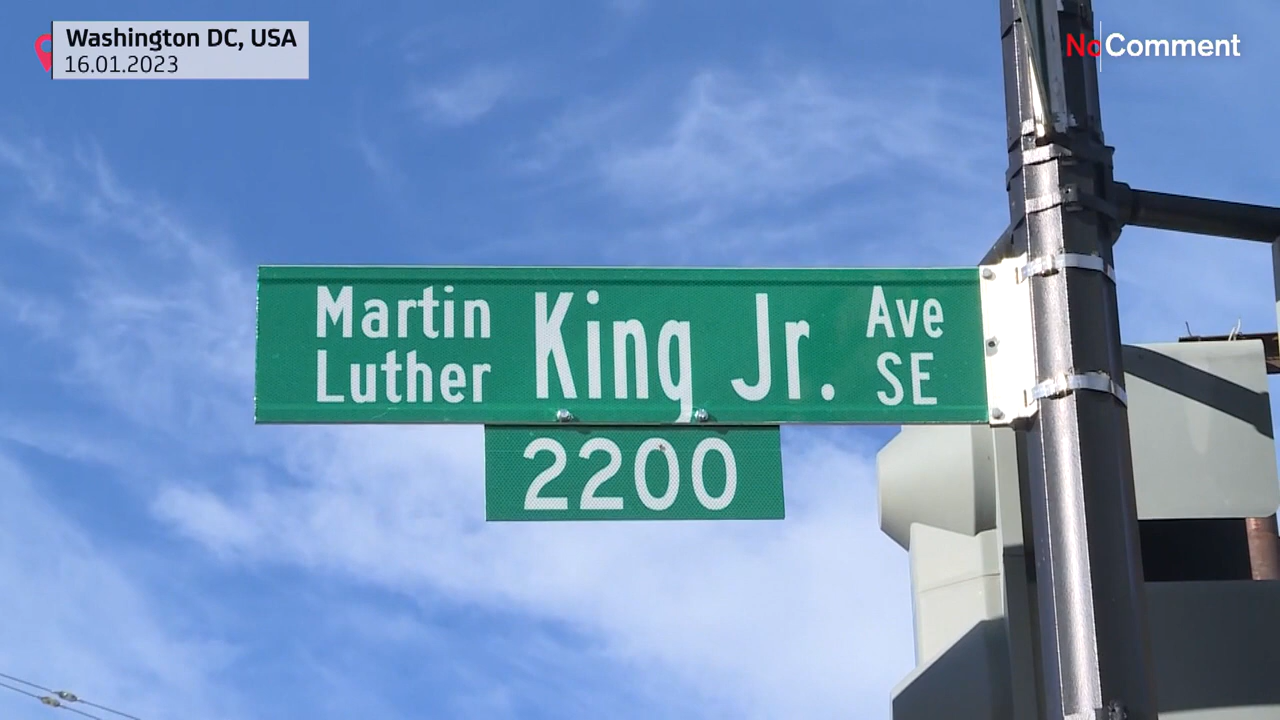 Washington DC, USA
16.01.2023
NoComment
Martin Luther King Jr. Ave SE
2200